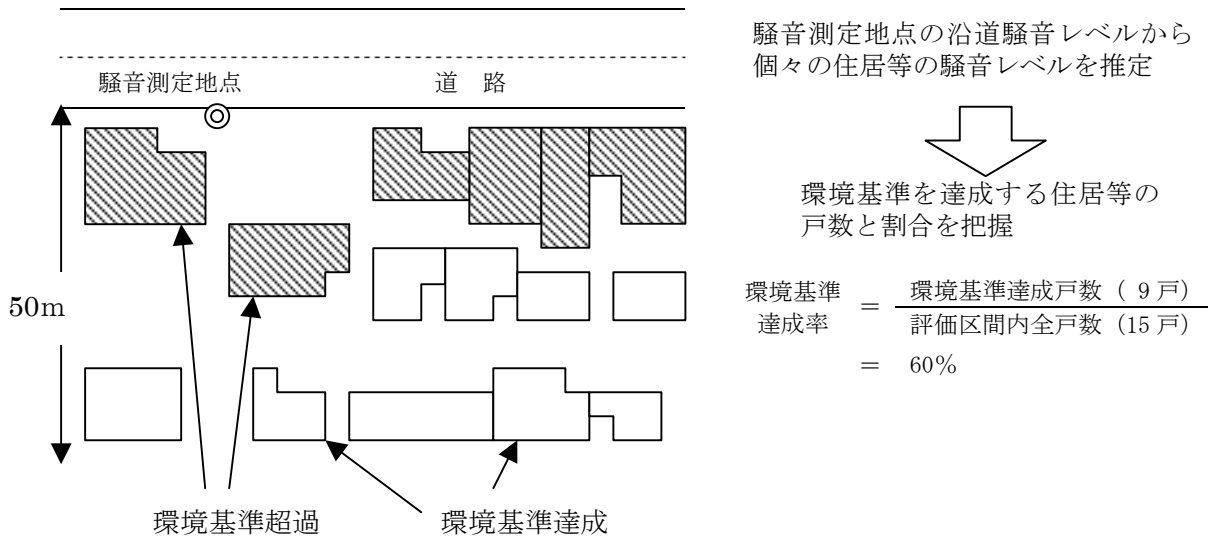 騒音測定地点
道 路
50m
環境基準超過
環境基準達成
騒音測定地点の沿道騒音レベルから
個々の住居等の騒音レベルを推定
環境基準を達成する住居等の
戸数と割合を把握
環境基準
達成率
＝
環境基準達成戸数（ 9 戸）
評価区間内全戸数（15 戸）
＝ 60%